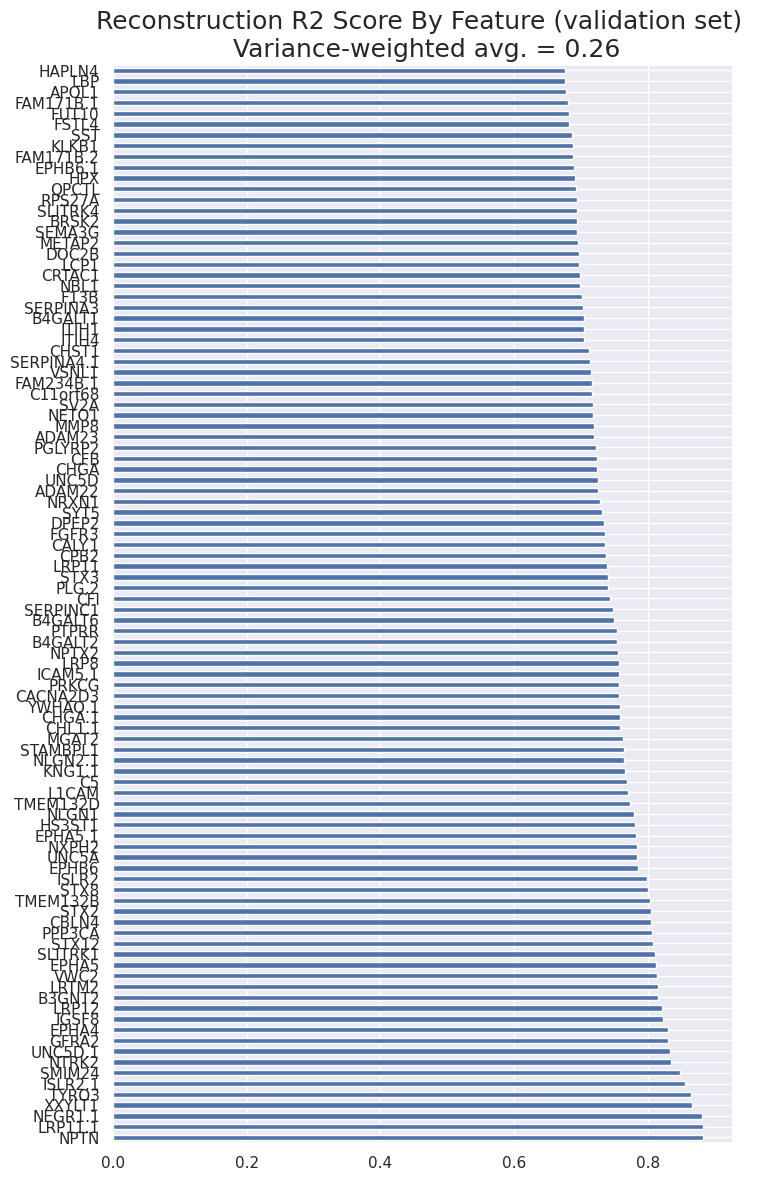 Reconstruction R2 Score By Feature (validation set)
Variance-weighted avg. = 0.26
HAPLN4
LBP
APOL1
FAM171B.1
FUT10
FSTL4
SST
KLKB1
FAM171B.2
EPHB6.1
HPX
QPCTL
RPS27A
SLITRK4
BRSK2
SEMA3G
METAP2
DOC2B
LCP1
CRTAC1
NBL1
F13B
SERPINA3
B4GALT1
ITIH1
ITIH4
CHST1
SERPINA4.1
VSNL1
FAM234B.1
C11orf68
SV2A
NETO1
MMP8
ADAM23
PGLYRP2
CFB
CHGA
UNC5D
ADAM22
NRXN1
SYT5
DPEP2
FGFR3
CALY.1
CPB2
LRP11
STX3
PLG.2
CFI
SERPINC1
B4GALT6
PTPRR
B4GALT2
NPTX2
LRP8
ICAM5.1
PRKCG
CACNA2D3
YWHAQ.1
CHGA.1
CHL1.1
MGAT2
STAMBPL1
NLGN2.1
KNG1.1
C5
L1CAM
TMEM132D
NLGN1
HS3ST1
EPHA5.1
NXPH2
UNC5A
EPHB6
ISLR2
STX8
TMEM132B
STX2
CBLN4
PPP3CA
STX12
SLITRK1
EPHA5
VWC2
LRTM2
B3GNT2
LRP12
IGSF8
EPHA4
GFRA2
UNC5D.1
NTRK2
SMIM24
ISLR2.1
TYRO3
XXYLT1
NEGR1.1
LRP11.1
NPTN
0.0 0.2 0.4 0.6 0.8